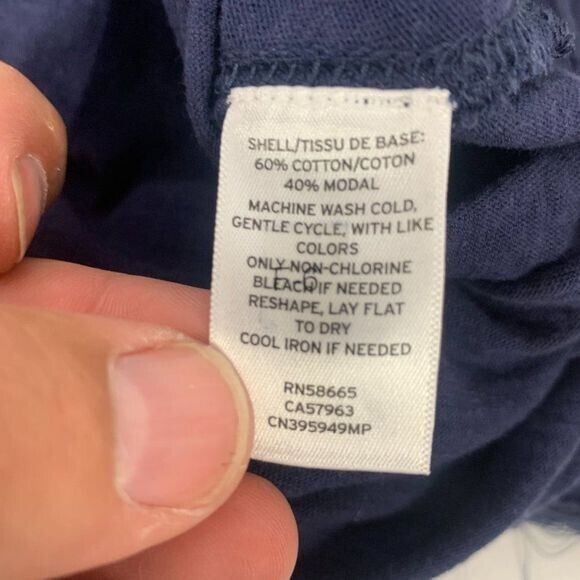 SHELL/TISSU DE BASE:
60% COTTON/COTON
40% MODAL
MACHINE WASH COLD,
GENTLE CYCLE, WITH LIKE
COLORS
ONLY NON-CHLORINE
BLEACH IF NEEDED
RESHAPE, LAY FLAT
TO DRY
COOL IRON IF NEEDED
RN58665
CA57963
CN395949MP